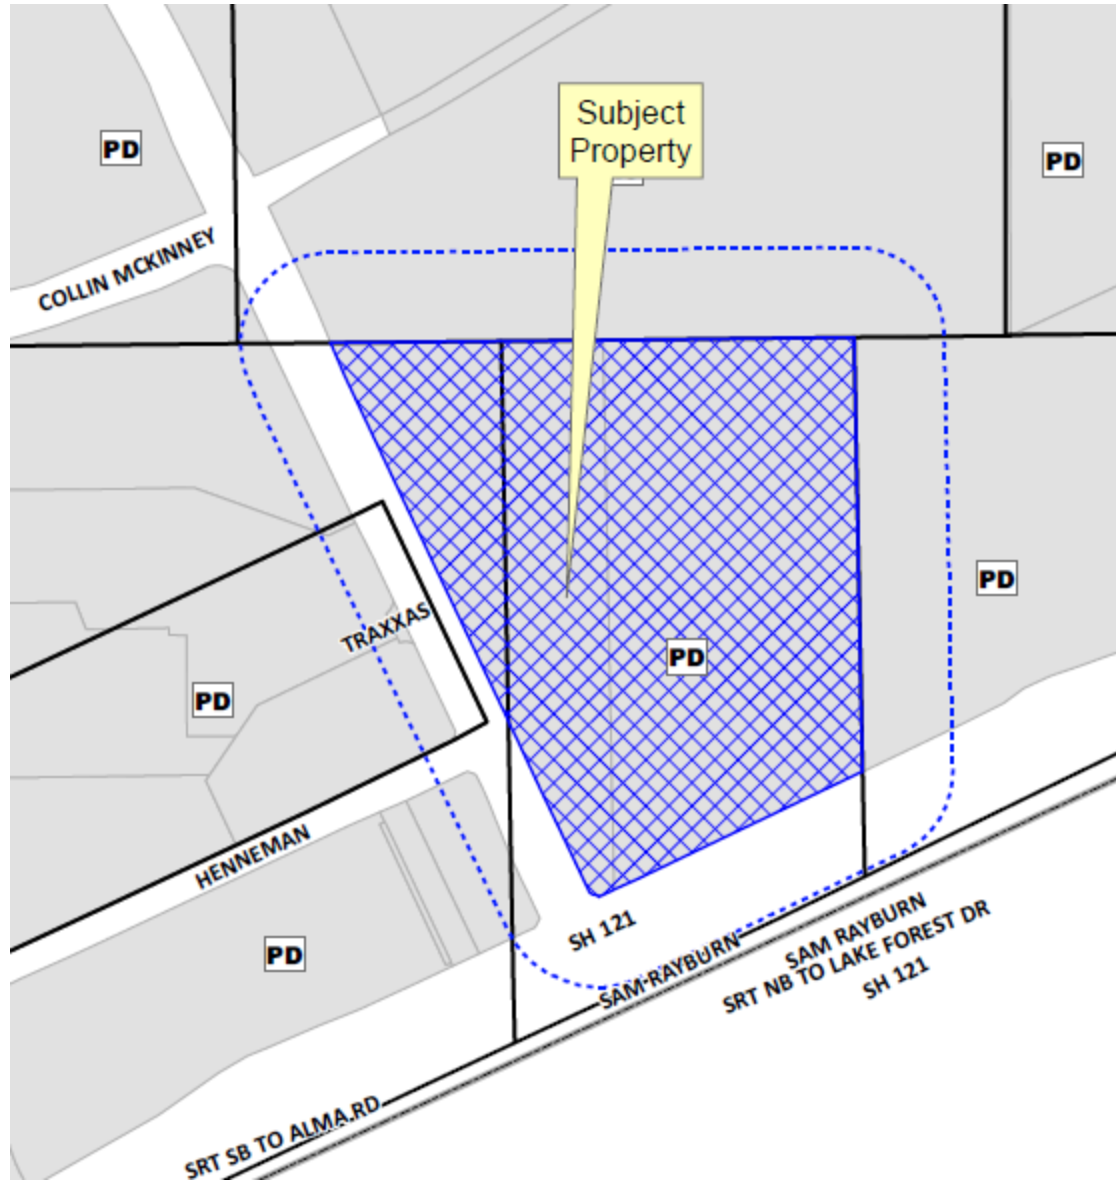 Subject
Property
PD
PD
COLLIN MCKINNEY
PD
TRAXXAS
PD
PD
HENNEMAN
SH 121
SAM RAYBURN
SAM RAYBURN
SRT NB TO LAKE FOREST DR
SH 121
PD
SRT SB TO ALMA RD